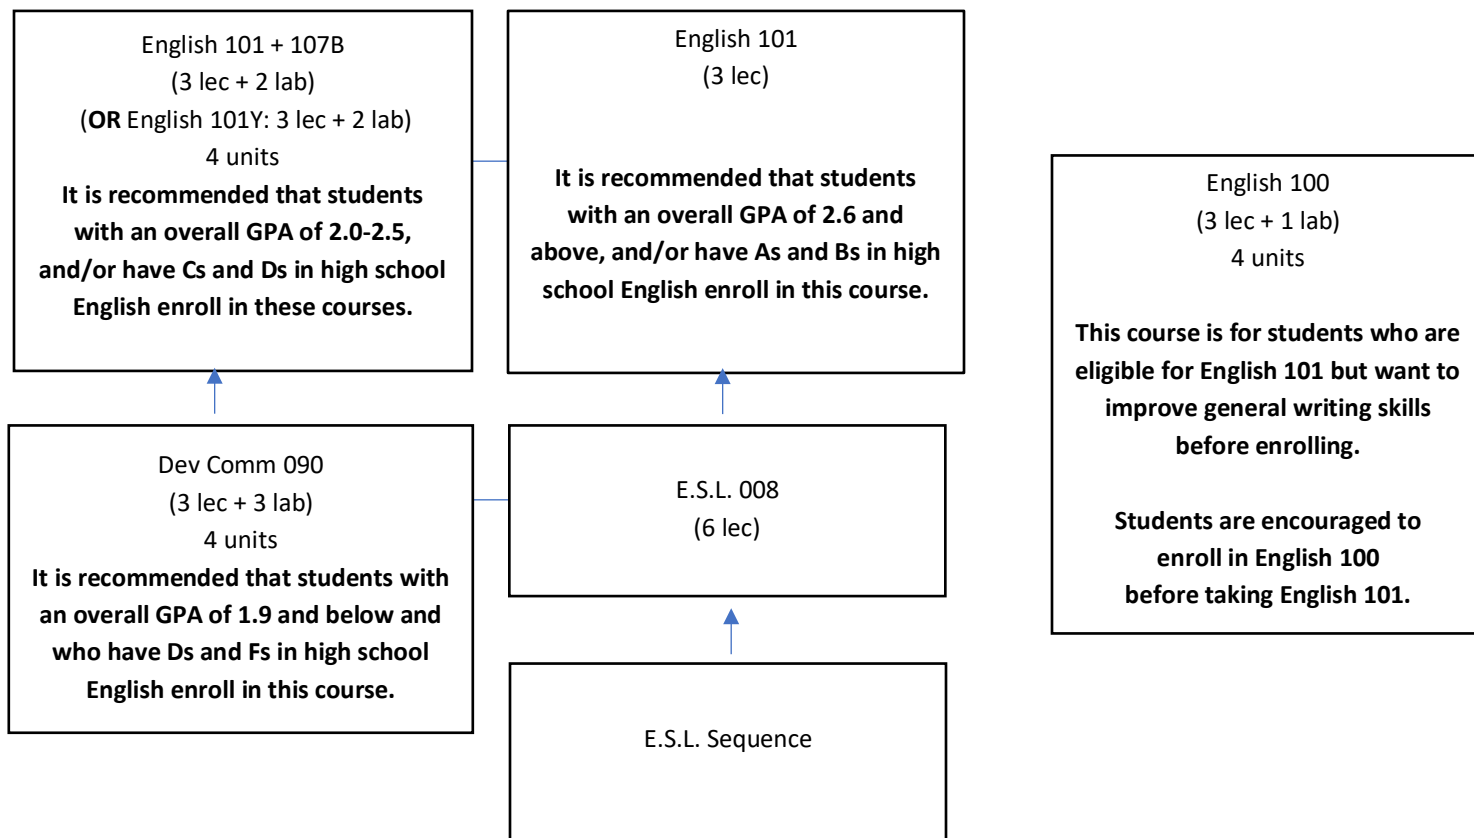 English 101 + 107B
(3 lec + 2 lab)
(OR English 101Y: 3 lec + 2 lab)
4 units
It is recommended that students
with an overall GPA of 2.0-2.5,
and/or have Cs and Ds in high school
English enroll in these courses.
English 101
(3 lec)
It is recommended that students
with an overall GPA of 2.6 and
above, and/or have As and Bs in high
school English enroll in this course.
English 100
(3 lec + 1 lab)
4 units
This course is for students who are
eligible for English 101 but want to
improve general writing skills
before enrolling.
Students are encouraged to
enroll in English 100
before taking English 101.
Dev Comm 090
(3 lec + 3 lab)
4 units
It is recommended that students with
an overall GPA of 1.9 and below and
who have Ds and Fs in high school
English enroll in this course.
E.S.L. 008
(6 lec)
E.S.L. Sequence